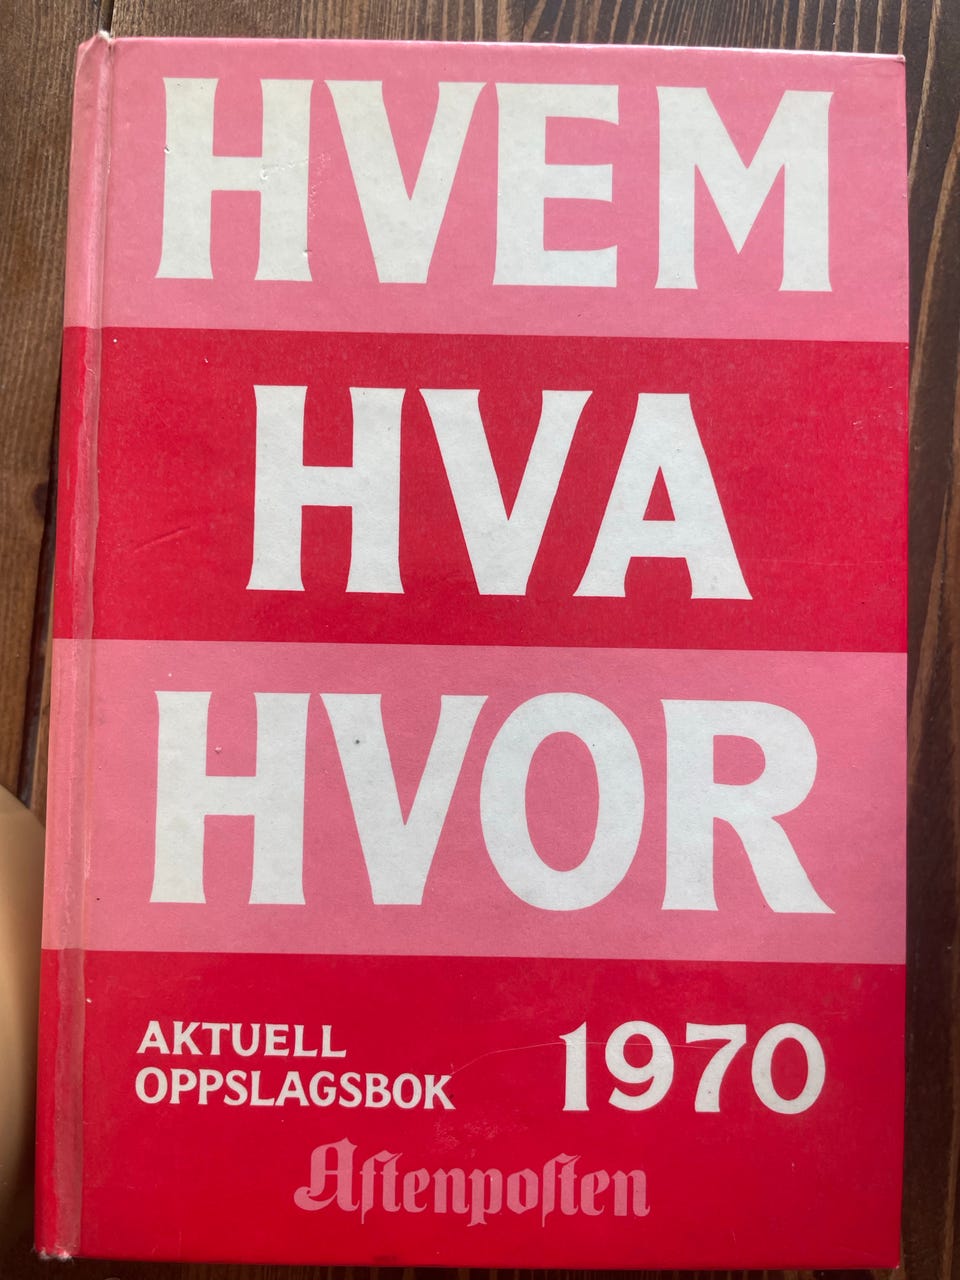 HVEM
HVA
HVOR
AKTUELL
OPPSLAGSBOK
1970
Aftenposten